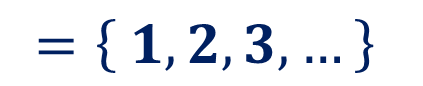 = { 1, 2, 3, ... }